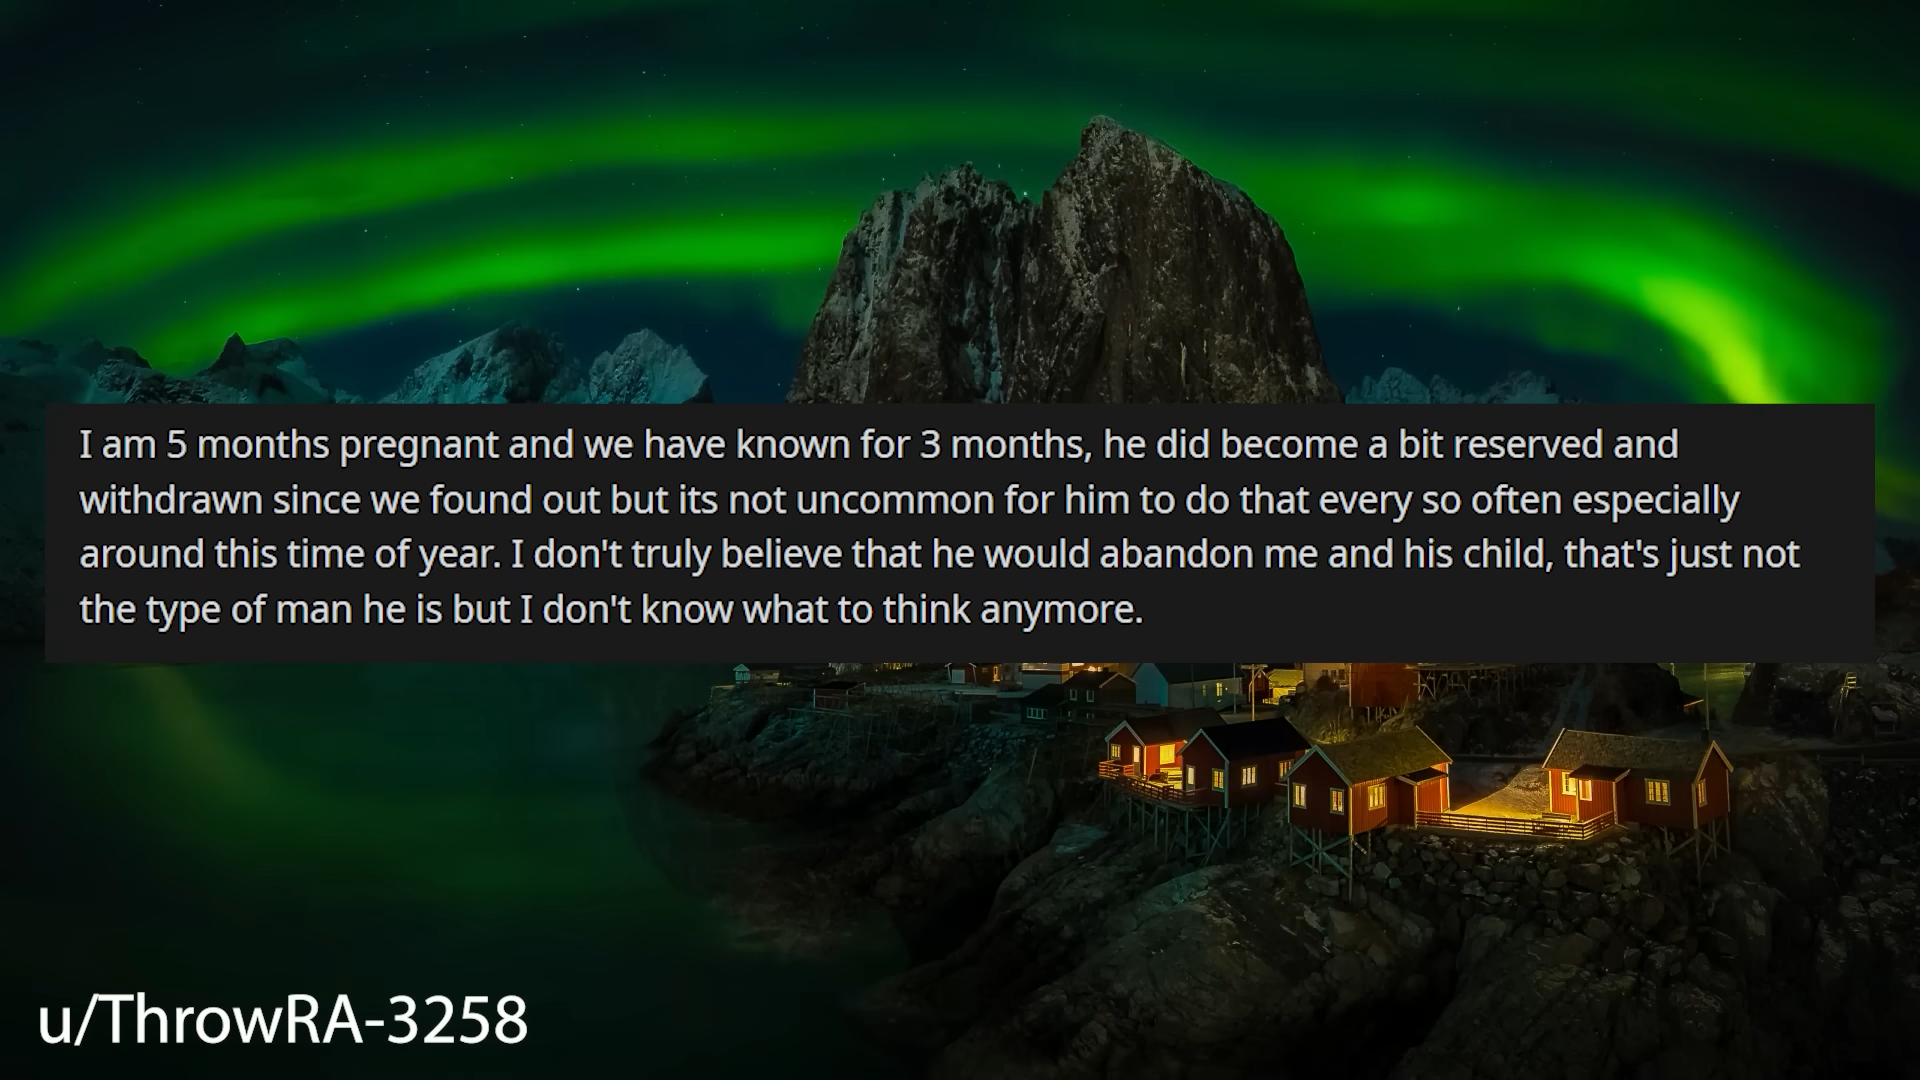 I am 5 months pregnant and we have known for 3 months, he did become a bit reserved and
withdrawn since we found out but its not uncommon for him to do that every so often especially
around this time of year. I don't truly believe that he would abandon me and his child, that's just not
the type of man he is but I don't know what to think anymore.
u/ThrowRA-3258